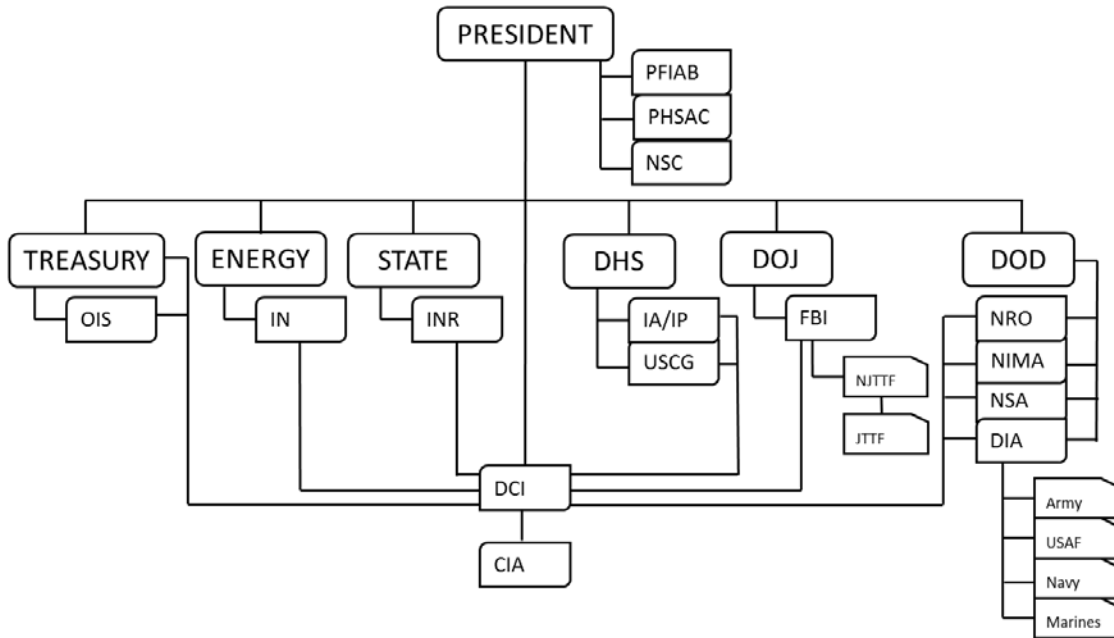 PRESIDENT
PFIAB
PHSAC
NSC
TREASURY
ENERGY
STATE
DHS
DOJ
DOD
OIS
IN
INR
IA/IP
USCG
FBI
NJTTF
JTTF
NRO
NIMA
NSA
DIA
DCI
CIA
Army
USAF
Navy
Marines